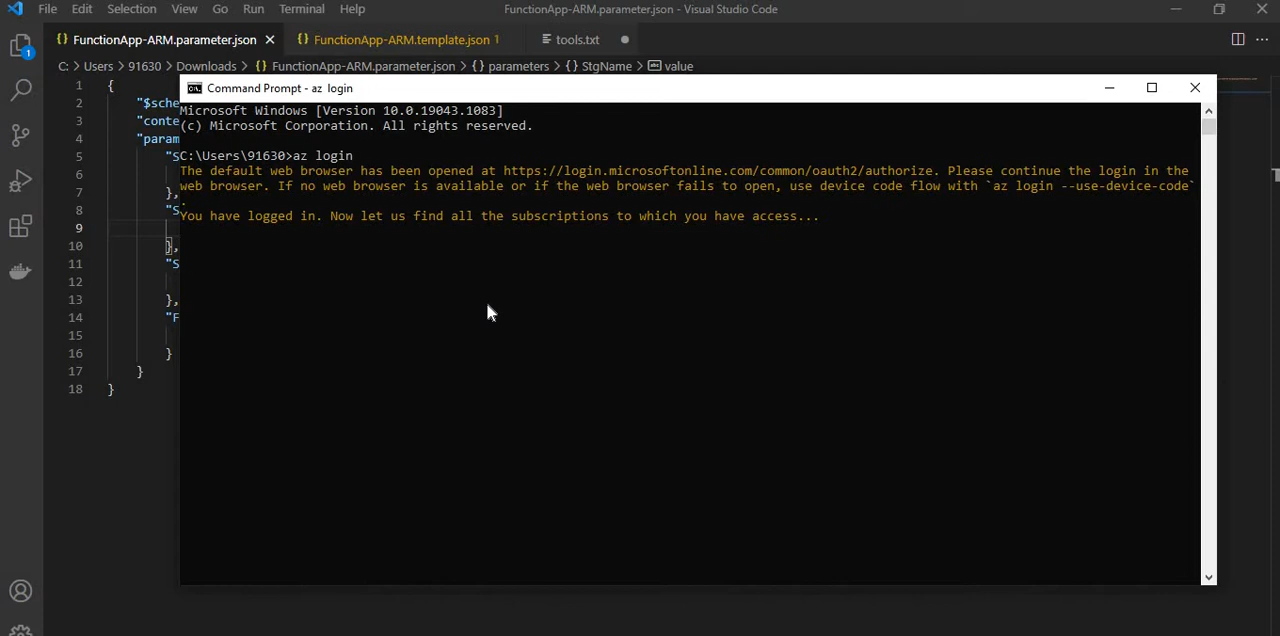 File Edit Selection View Go Run Terminal Help FunctionApp-ARM.parameter.json - Visual Studio Code
{} FunctionApp-ARM.parameter.json {} FunctionApp-ARM.template.json 1 tools.txt
C: > Users > 91630 > Downloads > {} FunctionApp-ARM.parameter.json > {} parameters > {} StgName > value
Command Prompt - az login
Microsoft Windows [Version 10.0.19043.1083]
(c) Microsoft Corporation. All rights reserved.
C:\Users\91630>az login
The default web browser has been opened at https://login.microsoftonline.com/common/oauth2/authorize. Please continue the login in the
web browser. If no web browser is available or if the web browser fails to open, use device code flow with `az login --use-device-code`
.
You have logged in. Now let us find all the subscriptions to which you have access...
1 {
2 "$sche
3 "conte
4 "param
5 "S
6
7 },
8 "S
9
10 },
11 "S
12
13 },
14 "F
15
16 }
17 }
18 }
1